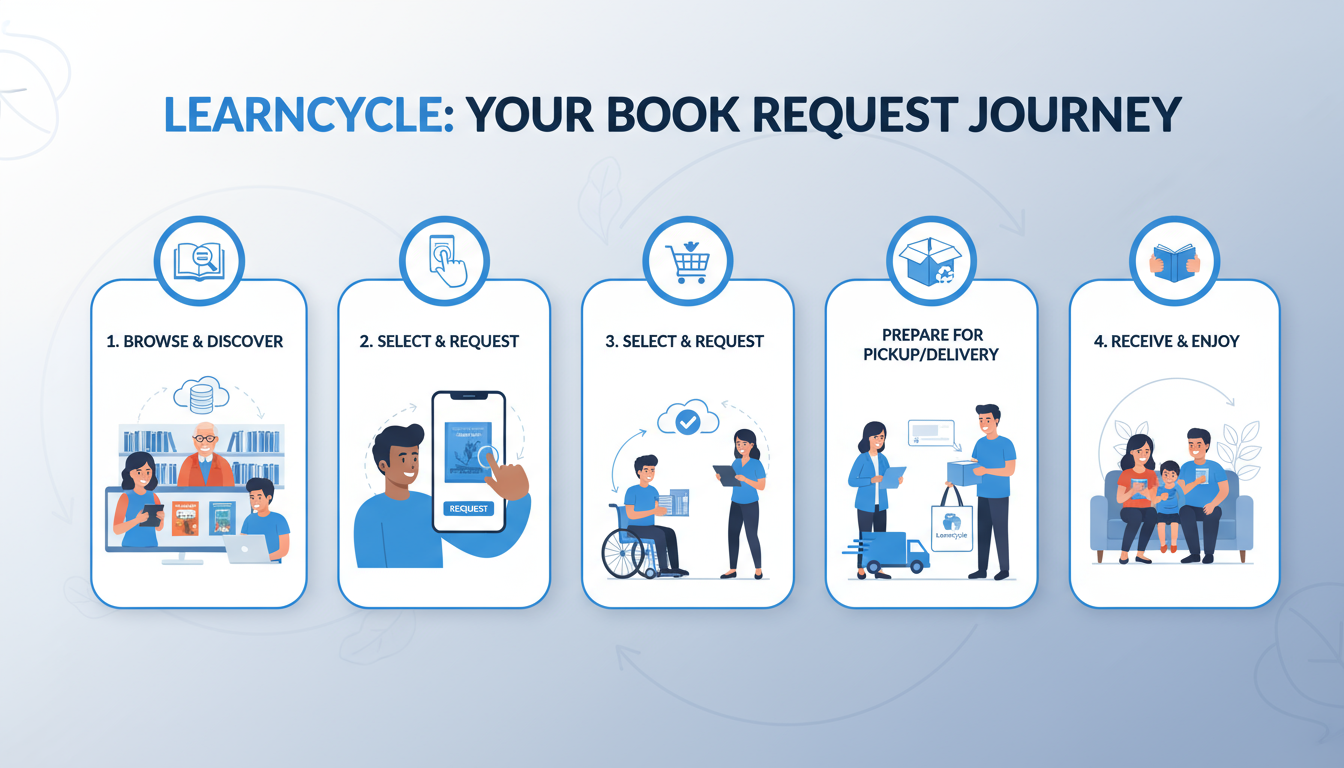 LEARNCYCLE: YOUR BOOK REQUEST JOURNEY
1. BROWSE & DISCOVER
2. SELECT & REQUEST
REQUEST
3. SELECT & REQUEST
PREPARE FOR
PICKUP/DELIVERY
Learncycle
4. RECEIVE & ENJOY